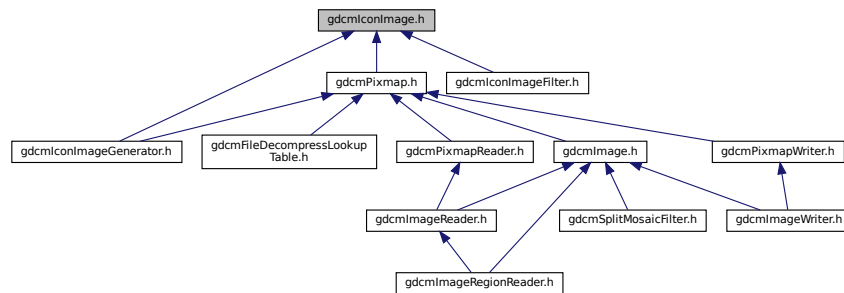 gdcmIconImage.h
gdcmPixmap.h
gdcmIconImageFilter.h
gdcmIconImageGenerator.h
gdcmFileDecompressLookup
Table.h
gdcmPixmapReader.h
gdcmImage.h
gdcmPixmapWriter.h
gdcmImageReader.h
gdcmSplitMosaicFilter.h
gdcmImageWriter.h
gdcmImageRegionReader.h